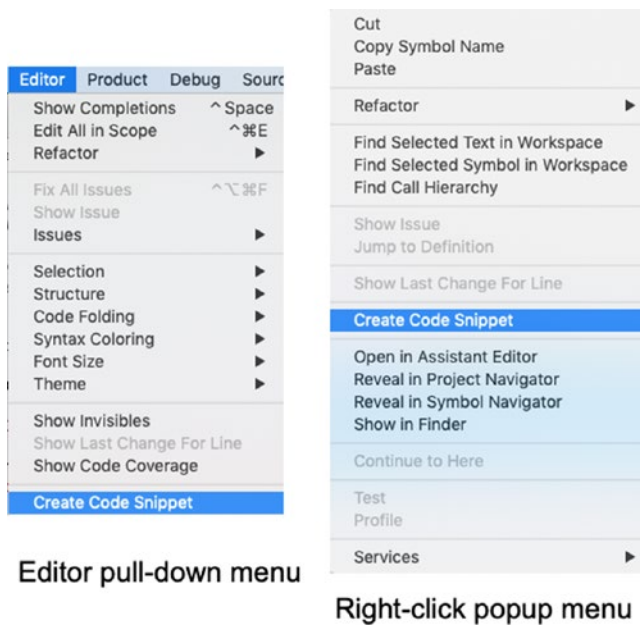 Editor Product Debug Sourc
Show Completions ^ Space
Edit All in Scope ^⌘E
Refactor ▶
Fix All Issues ^⌥⌘F
Show Issue
Issues ▶
Selection ▶
Structure ▶
Code Folding ▶
Syntax Coloring ▶
Font Size ▶
Theme ▶
Show Invisibles
Show Last Change For Line
Show Code Coverage
Create Code Snippet
Editor pull-down menu
Cut
Copy Symbol Name
Paste
Refactor ▶
Find Selected Text in Workspace
Find Selected Symbol in Workspace
Find Call Hierarchy
Show Issue
Jump to Definition
Show Last Change For Line
Create Code Snippet
Open in Assistant Editor
Reveal in Project Navigator
Reveal in Symbol Navigator
Show in Finder
Continue to Here
Test
Profile
Services ▶
Right-click popup menu